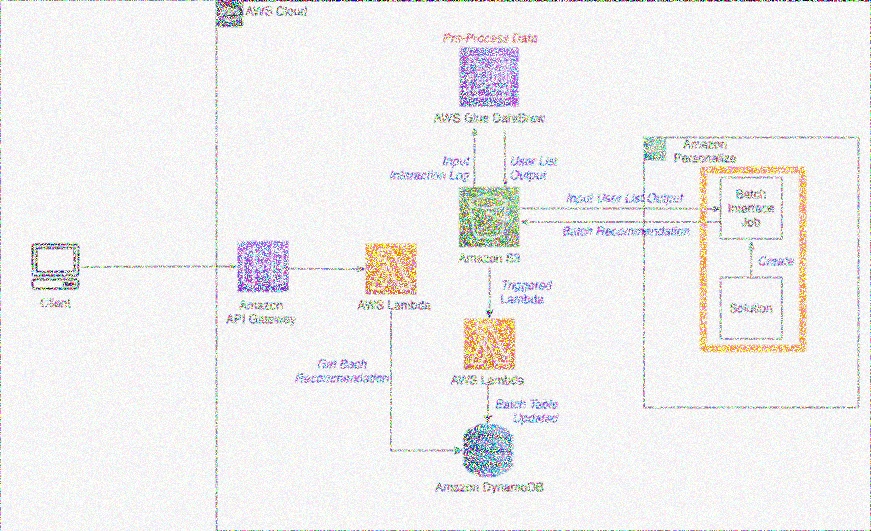 AWS Cloud
Pre-Process Data
AWS Glue DataBrew
Input
Interaction Log
User List
Output
Amazon
Personalize
Input User List Output
Batch Recommendation
Batch
Interface
Job
Amazon S3
Create
Client
Amazon
API Gateway
AWS Lambda
Triggered
Lambda
Solution
Get Bach
Recommendation
AWS Lambda
Batch Table
Updated
Amazon DynamoDB